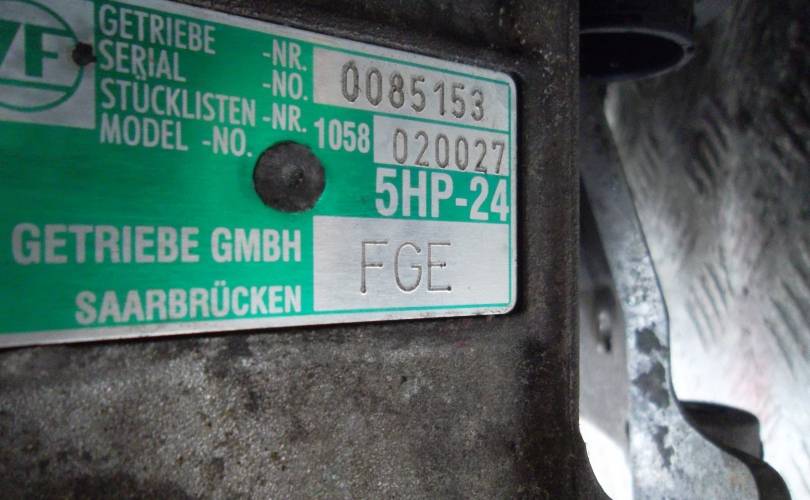 ZF
GETRIEBE -NR.
SERIAL -NO. 0085153
STÜCKLISTEN -NR.
MODEL -NO. 1058 020027
5HP-24
GETRIEBE GMBH FGE
SAARBRÜCKEN